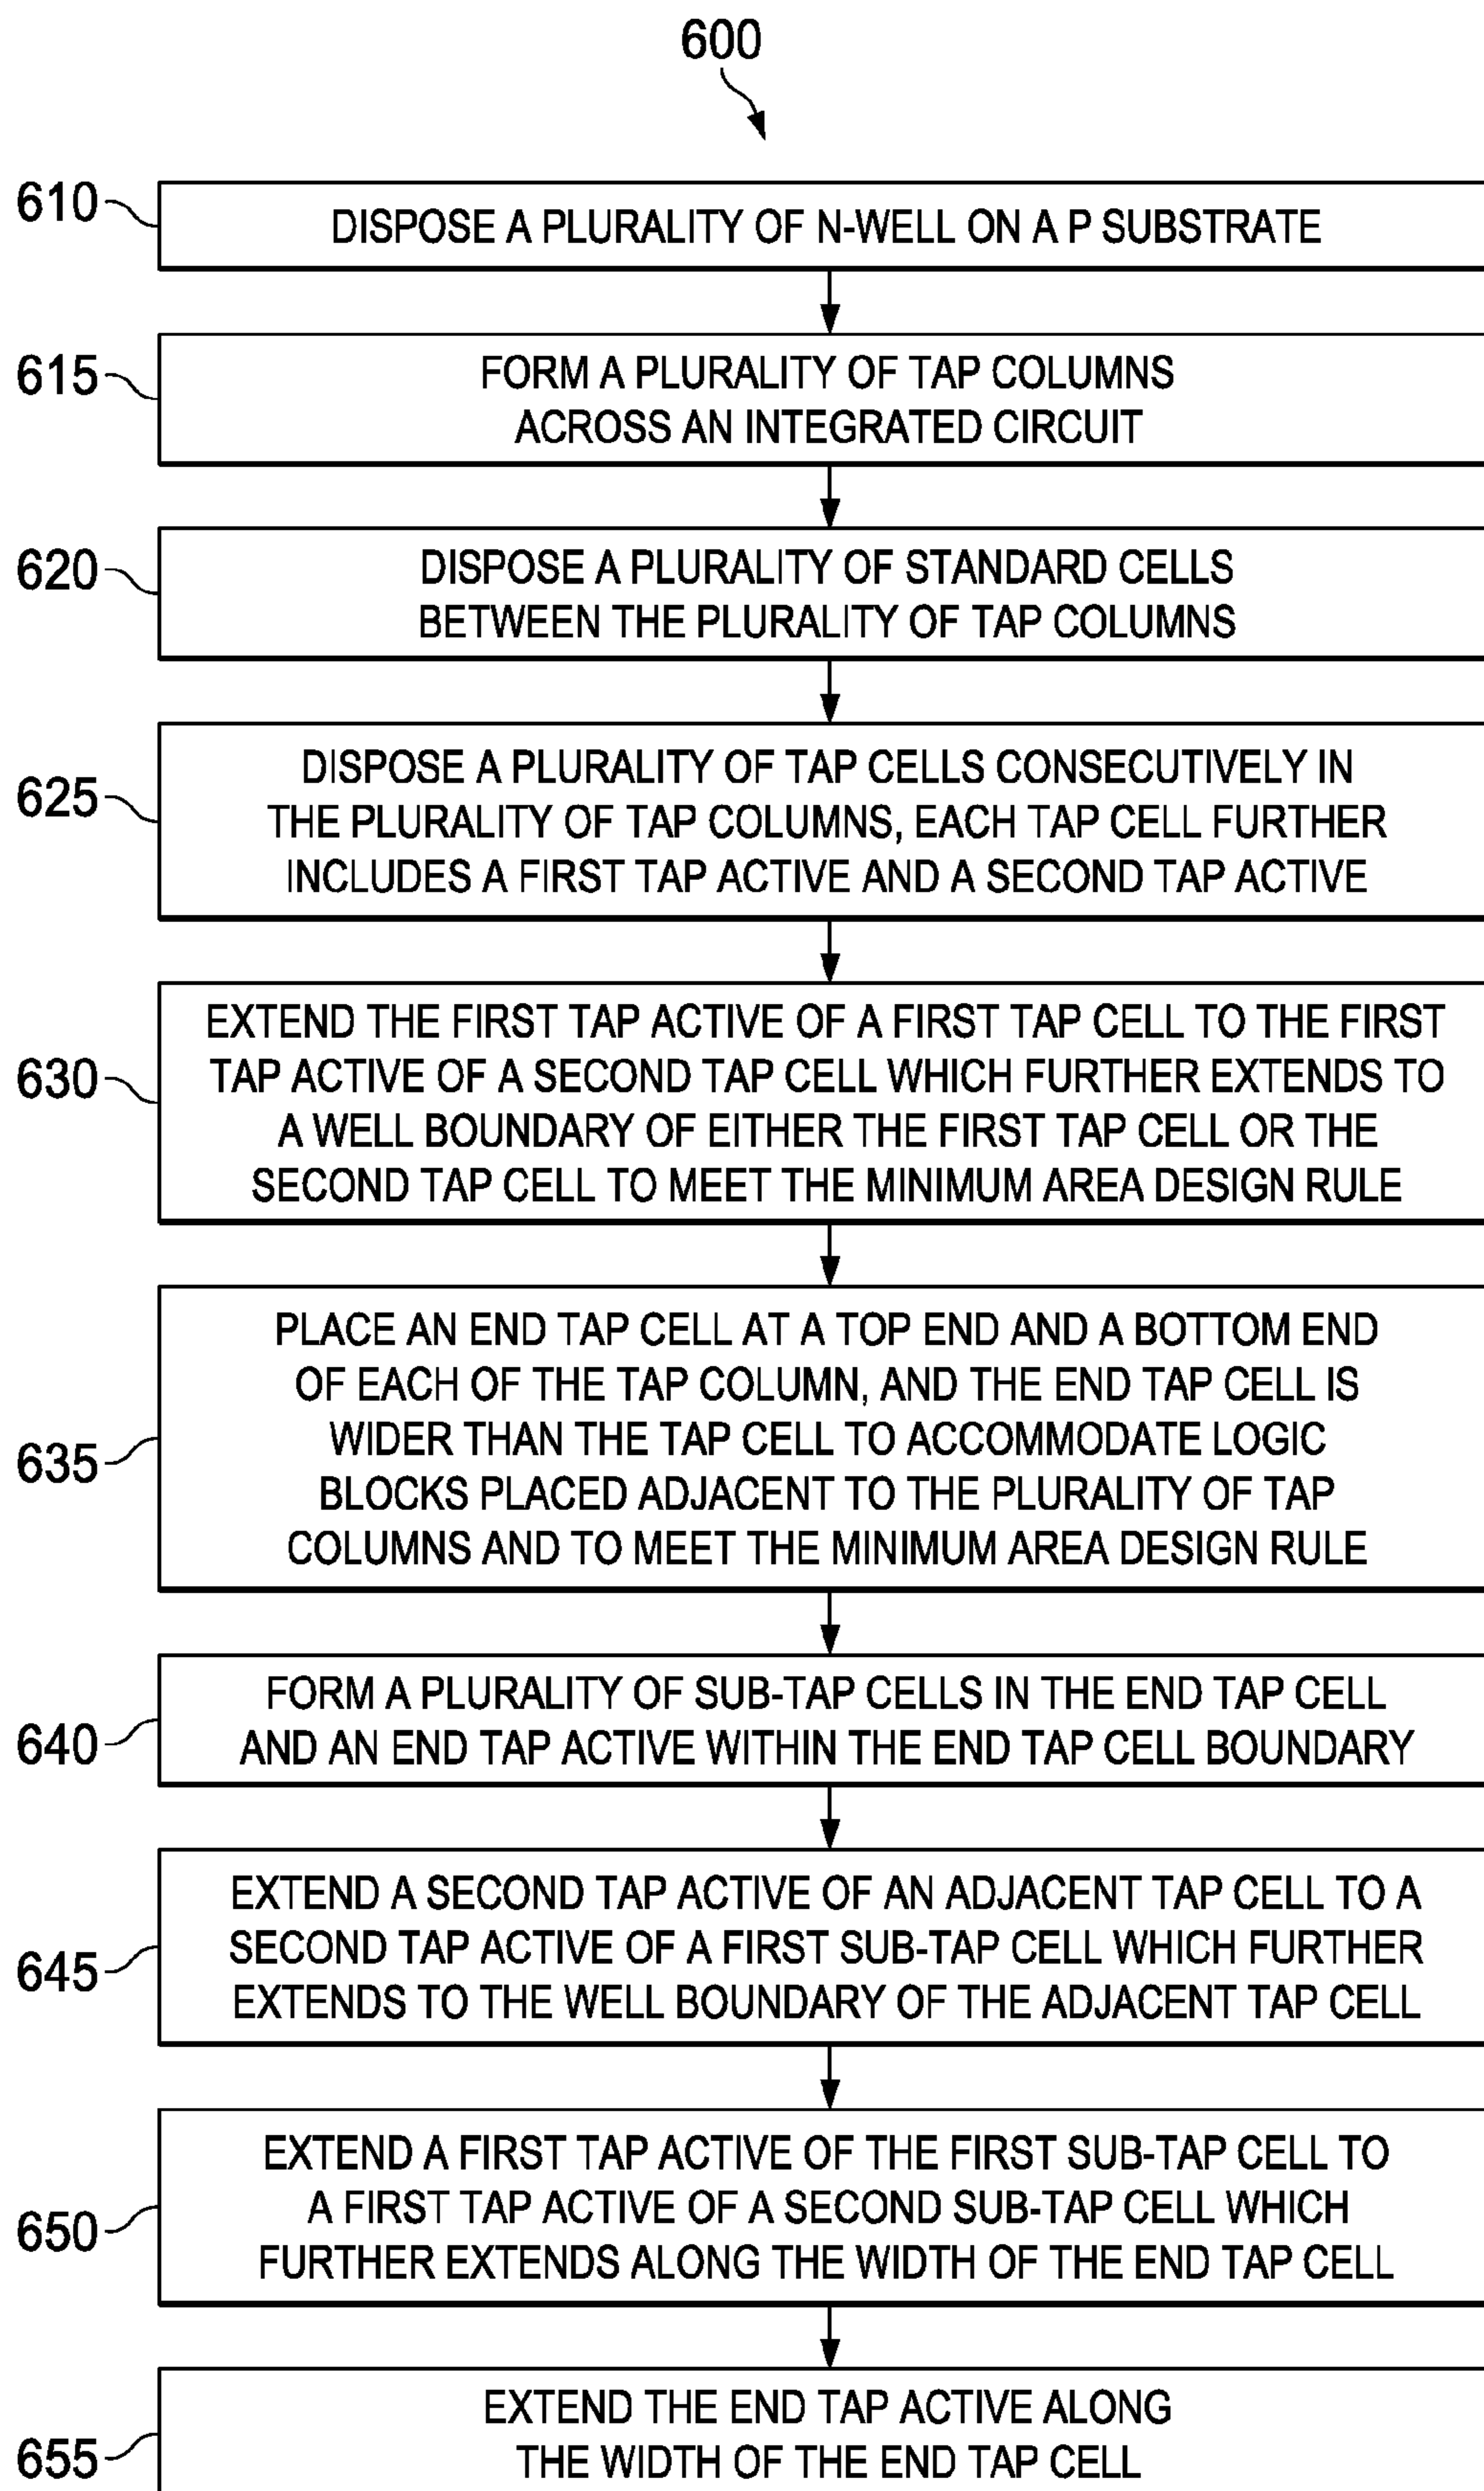 600
610
DISPOSE A PLURALITY OF N-WELL ON A P SUBSTRATE
615
FORM A PLURALITY OF TAP COLUMNS
ACROSS AN INTEGRATED CIRCUIT
620
DISPOSE A PLURALITY OF STANDARD CELLS
BETWEEN THE PLURALITY OF TAP COLUMNS
625
DISPOSE A PLURALITY OF TAP CELLS CONSECUTIVELY IN
THE PLURALITY OF TAP COLUMNS, EACH TAP CELL FURTHER
INCLUDES A FIRST TAP ACTIVE AND A SECOND TAP ACTIVE
630
EXTEND THE FIRST TAP ACTIVE OF A FIRST TAP CELL TO THE FIRST
TAP ACTIVE OF A SECOND TAP CELL WHICH FURTHER EXTENDS TO
A WELL BOUNDARY OF EITHER THE FIRST TAP CELL OR THE
SECOND TAP CELL TO MEET THE MINIMUM AREA DESIGN RULE
635
PLACE AN END TAP CELL AT A TOP END AND A BOTTOM END
OF EACH OF THE TAP COLUMN, AND THE END TAP CELL IS
WIDER THAN THE TAP CELL TO ACCOMMODATE LOGIC
BLOCKS PLACED ADJACENT TO THE PLURALITY OF TAP
COLUMNS AND TO MEET THE MINIMUM AREA DESIGN RULE
640
FORM A PLURALITY OF SUB-TAP CELLS IN THE END TAP CELL
AND AN END TAP ACTIVE WITHIN THE END TAP CELL BOUNDARY
645
EXTEND A SECOND TAP ACTIVE OF AN ADJACENT TAP CELL TO A
SECOND TAP ACTIVE OF A FIRST SUB-TAP CELL WHICH FURTHER
EXTENDS TO THE WELL BOUNDARY OF THE ADJACENT TAP CELL
650
EXTEND A FIRST TAP ACTIVE OF THE FIRST SUB-TAP CELL TO
A FIRST TAP ACTIVE OF A SECOND SUB-TAP CELL WHICH
FURTHER EXTENDS ALONG THE WIDTH OF THE END TAP CELL
655
EXTEND THE END TAP ACTIVE ALONG
THE WIDTH OF THE END TAP CELL